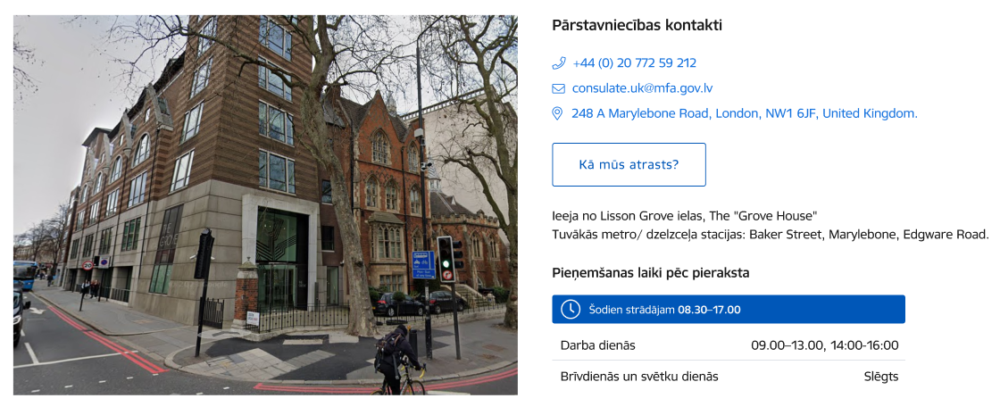 THE
GROVE
20
Pārstavniecības kontakti
+44 (0) 20 772 59 212
consulate.uk@mfa.gov.lv
248 A Marylebone Road, London, NW1 6JF, United Kingdom.
Kā mūs atrasts?
Ieeja no Lisson Grove ielas, The "Grove House"
Tuvākās metro/ dzelzceļa stacijas: Baker Street, Marylebone, Edgware Road.
Pieņemšanas laiki pēc pieraksta
Šodien strādājam 08.30–17.00
Darba dienās 09.00–13.00, 14:00-16:00
Brīvdienās un svētku dienās Slēgts